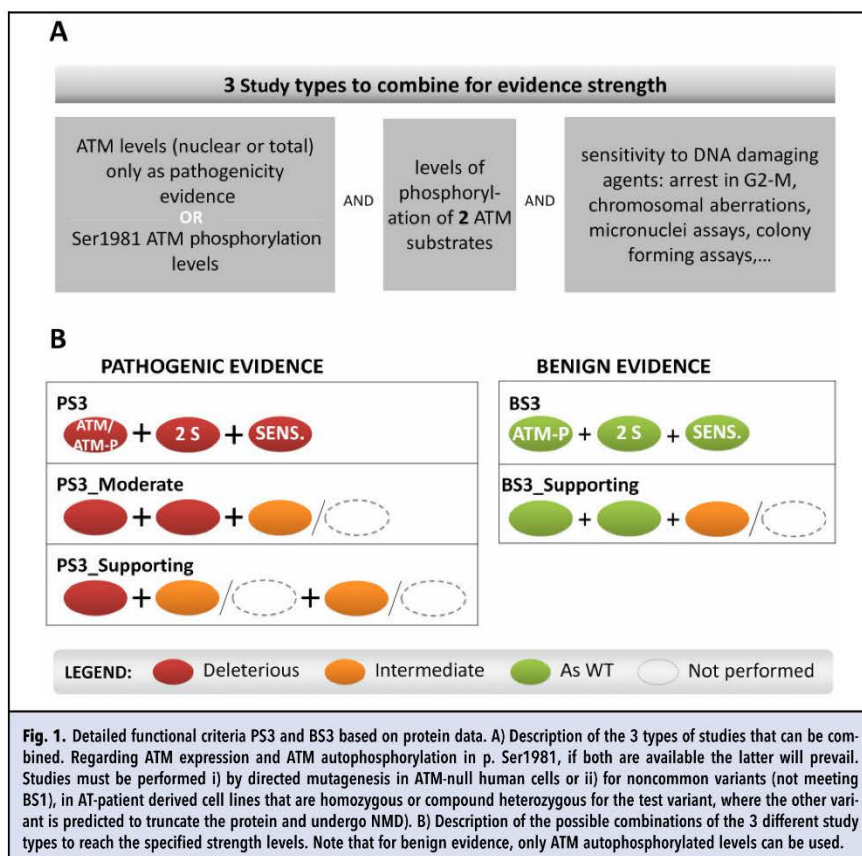 A
3 Study types to combine for evidence strength
ATM levels (nuclear or total)
only as pathogenicity
evidence
OR
Ser1981 ATM phosphorylation
levels
AND
levels of
phosphoryl-
ation of 2 ATM
substrates
AND
sensitivity to DNA damaging
agents: arrest in G2-M,
chromosomal aberrations,
micronuclei assays, colony
forming assays,...
B
PATHOGENIC EVIDENCE
PS3
ATM/
ATM-P
+
2 S
+
SENS.
PS3_Moderate
+ + /
PS3_Supporting
+ / + /
BENIGN EVIDENCE
BS3
ATM-P
+
2 S
+
SENS.
BS3_Supporting
+ + /
LEGEND: Deleterious Intermediate As WT Not performed
Fig. 1. Detailed functional criteria PS3 and BS3 based on protein data. A) Description of the 3 types of studies that can be com-
bined. Regarding ATM expression and ATM autophosphorylation in p. Ser1981, if both are available the latter will prevail.
Studies must be performed i) by directed mutagenesis in ATM-null human cells or ii) for noncommon variants (not meeting
BS1), in AT-patient derived cell lines that are homozygous or compound heterozygous for the test variant, where the other vari-
ant is predicted to truncate the protein and undergo NMD). B) Description of the possible combinations of the 3 different study
types to reach the specified strength levels. Note that for benign evidence, only ATM autophosphorylated levels can be used.